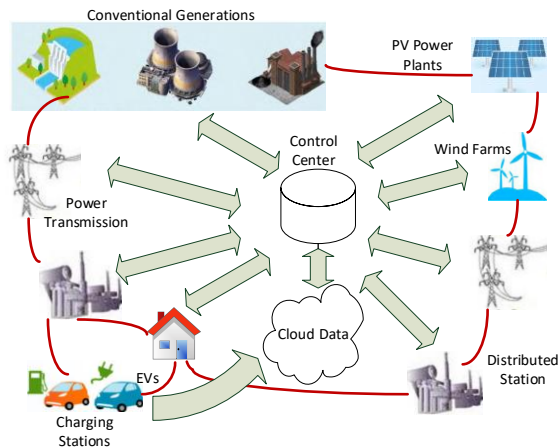 Conventional Generations
PV Power
Plants
Control
Center
Wind Farms
Power
Transmission
Cloud Data
Distributed
Station
EVs
Charging
Stations